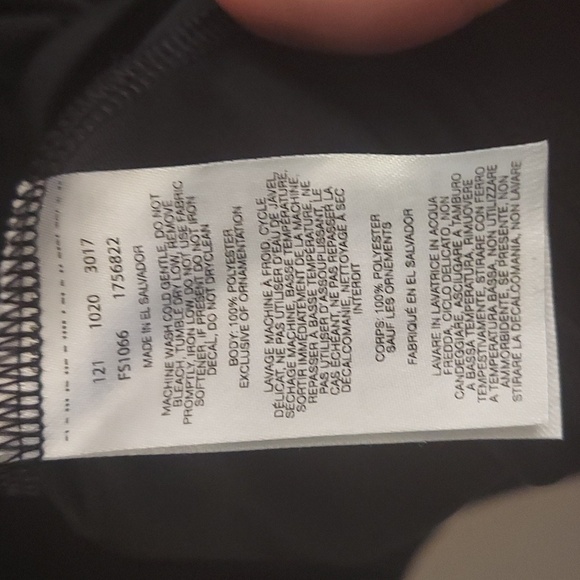 121 1020 3017
FS1066 1756822
MADE IN EL SALVADOR
MACHINE WASH COLD GENTLE, DO NOT
BLEACH, TUMBLE DRY LOW, REMOVE
PROMPTLY, IRON LOW, DO NOT USE FABRIC
SOFTENER, IF PRESENT DO NOT IRON
DECAL, DO NOT DRYCLEAN
BODY: 100% POLYESTER
EXCLUSIVE OF ORNAMENTATION
LAVAGE MACHINE À FROID, CYCLE
DÉLICAT, NE PAS UTILISER D'EAU DE JAVEL,
SÉCHAGE MACHINE, BASSE TEMPÉRATURE,
SORTIR IMMÉDIATEMENT DE LA MACHINE,
REPASSER À BASSE TEMPÉRATURE, NE
PAS UTILISER D'ASSOUPLISSANT, LE
CAS ÉCHÉANT, NE PAS REPASSER LA
DÉCALCOMANIE, NETTOYAGE À SEC
INTERDIT
CORPS: 100% POLYESTER
SAUF LES ORNEMENTS
FABRIQUÉ EN EL SALVADOR
LAVARE IN LAVATRICE IN ACQUA
FREDDA, CICLO DELICATO, NON
CANDEGGIARE, ASCIUGARE A TAMBURO
A BASSA TEMPERATURA, RIMUOVERE
TEMPESTIVAMENTE, STIRARE CON FERRO
A TEMPERATURA BASSA, NON UTILIZZARE
AMMORBIDENTE, SE PRESENTE, NON
STIRARE LA DECALCOMANIA, NON LAVARE